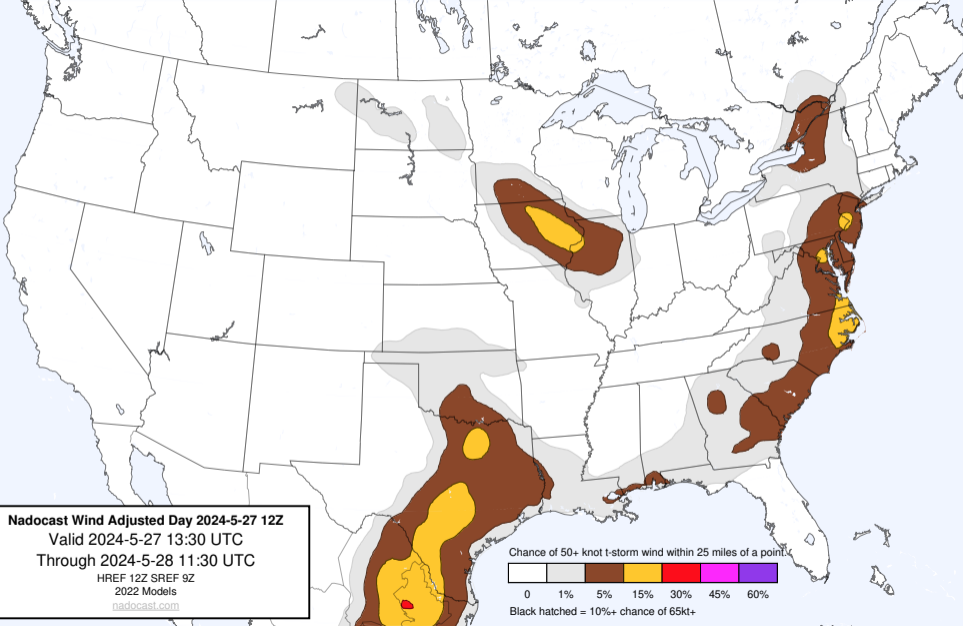 Nadocast Wind Adjusted Day 2024-5-27 12Z
Valid 2024-5-27 13:30 UTC
Through 2024-5-28 11:30 UTC
HREF 12Z SREF 9Z
2022 Models
nadocast.com
Chance of 50+ knot t-storm wind within 25 miles of a point.
0 1% 5% 15% 30% 45% 60%
Black hatched = 10%+ chance of 65kt+